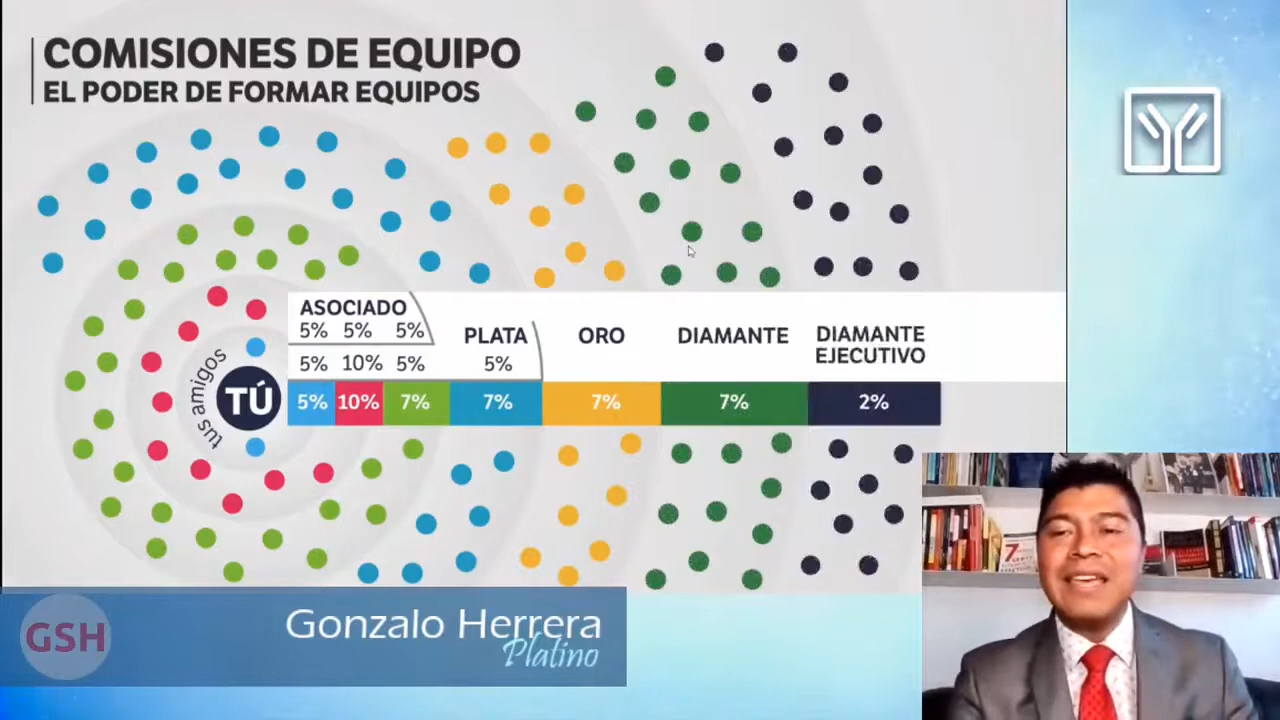 COMISIONES DE EQUIPO
EL PODER DE FORMAR EQUIPOS
tus amigos
TÚ
ASOCIADO
5% 5% 5%
5% 10% 5%
PLATA
5%
ORO
DIAMANTE
DIAMANTE
EJECUTIVO
5% 10% 7% 7% 7% 7% 2%
GSH
Gonzalo Herrera
Platino
7